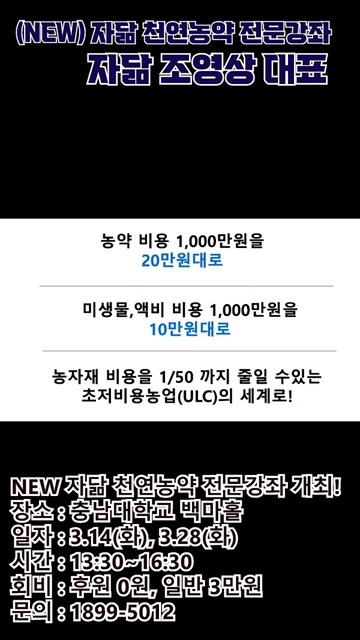 (NEW) 자닮 천연농약 전문강좌
자닮 조영상 대표
농약 비용 1,000만원을
20만원대로
미생물,액비 비용 1,000만원을
10만원대로
농자재 비용을 1/50 까지 줄일 수있는
초저비용농업(ULC)의 세계로!
NEW 자닮 천연농약 전문강좌 개최!
장소 : 충남대학교 백마홀
일자 : 3.14(화), 3.28(화)
시간 : 13:30~16:30
회비 : 후원 0원, 일반 3만원
문의 : 1899-5012